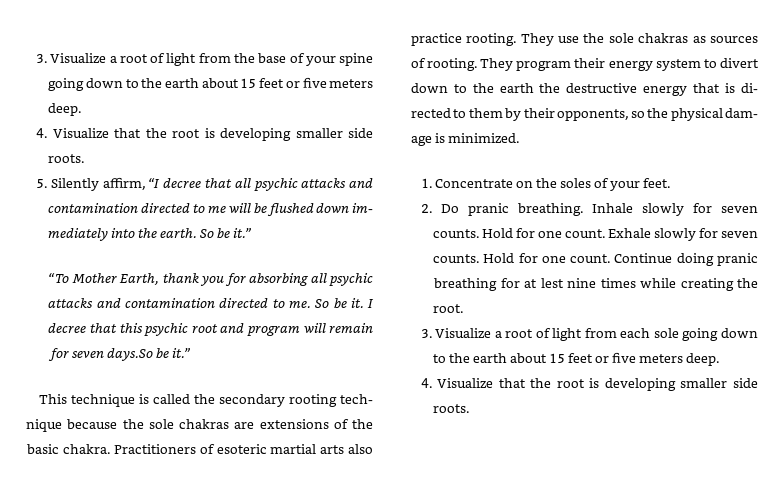 3. Visualize a root of light from the base of your spine
going down to the earth about 15 feet or five meters
deep.
4. Visualize that the root is developing smaller side
roots.
5. Silently affirm, “I decree that all psychic attacks and
contamination directed to me will be flushed down im-
mediately into the earth. So be it.”
“To Mother Earth, thank you for absorbing all psychic
attacks and contamination directed to me. So be it. I
decree that this psychic root and program will remain
for seven days.So be it.”
This technique is called the secondary rooting tech-
nique because the sole chakras are extensions of the
basic chakra. Practitioners of esoteric martial arts also
practice rooting. They use the sole chakras as sources
of rooting. They program their energy system to divert
down to the earth the destructive energy that is di-
rected to them by their opponents, so the physical dam-
age is minimized.
1. Concentrate on the soles of your feet.
2. Do pranic breathing. Inhale slowly for seven
counts. Hold for one count. Exhale slowly for seven
counts. Hold for one count. Continue doing pranic
breathing for at lest nine times while creating the
root.
3. Visualize a root of light from each sole going down
to the earth about 15 feet or five meters deep.
4. Visualize that the root is developing smaller side
roots.